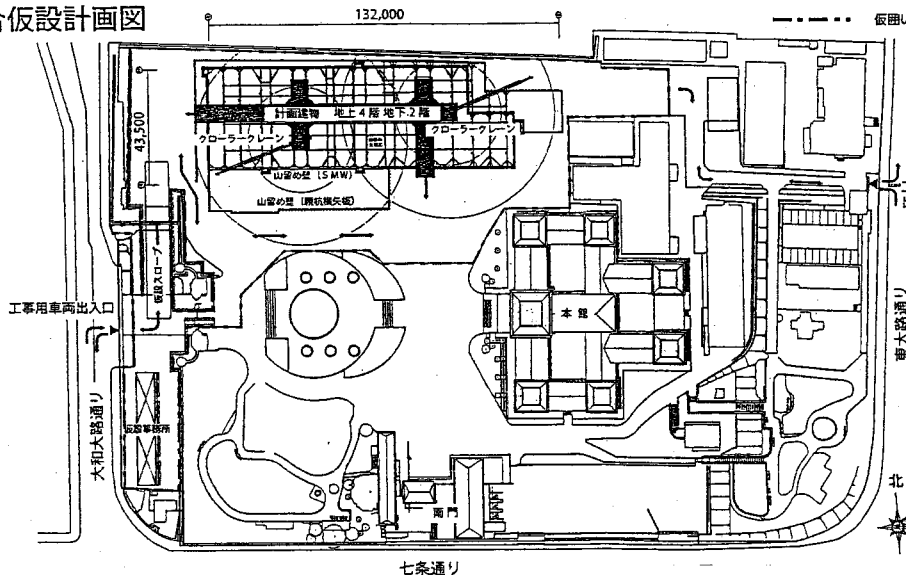 合仮設計画図
132,000
仮囲い
43,500
計画建物 地上4階 地下2階
クローラークレーン
クローラークレーン
山留め壁 (SMW)
山留め壁 (親杭横矢板)
仮設スロープ
工事用車両出入口
本館
東大路通り
大和大路通り
仮設事務所
南門
北
七条通り